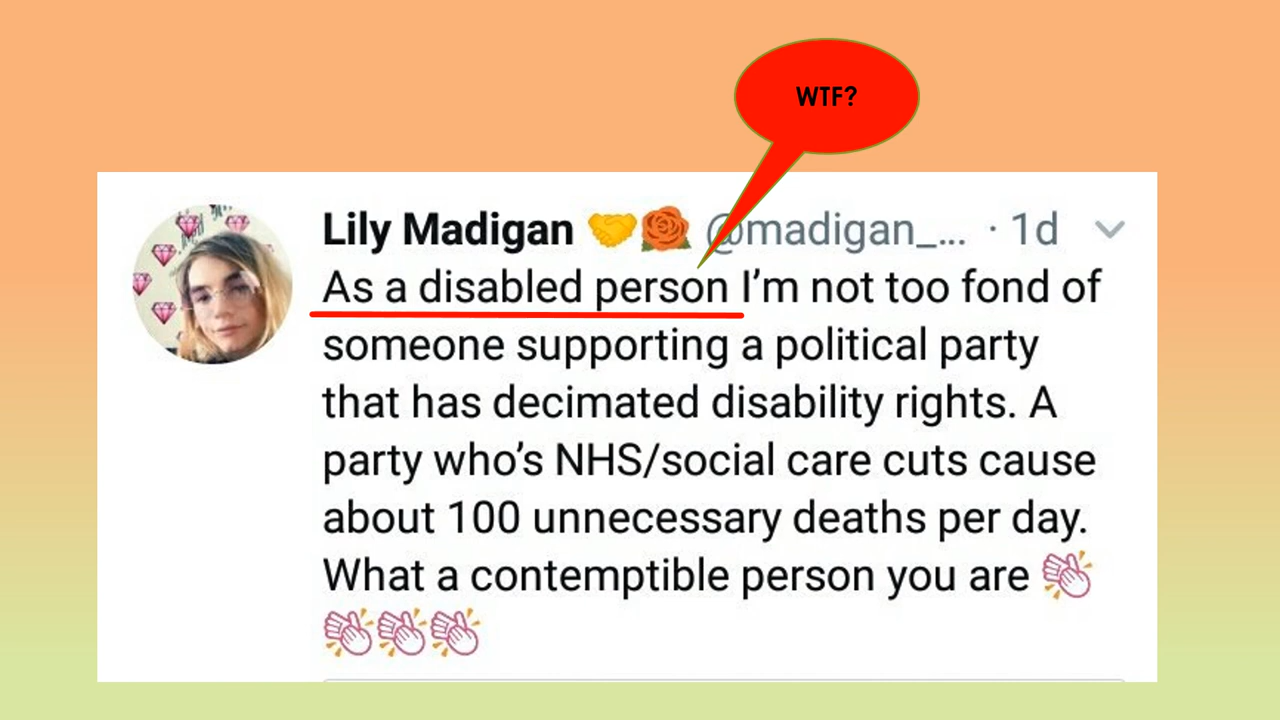 WTF?
Lily Madigan 🤝🌹 @madigan_... · 1d
As a disabled person I’m not too fond of
someone supporting a political party
that has decimated disability rights. A
party who’s NHS/social care cuts cause
about 100 unnecessary deaths per day.
What a contemptible person you are 👏
👏👏👏